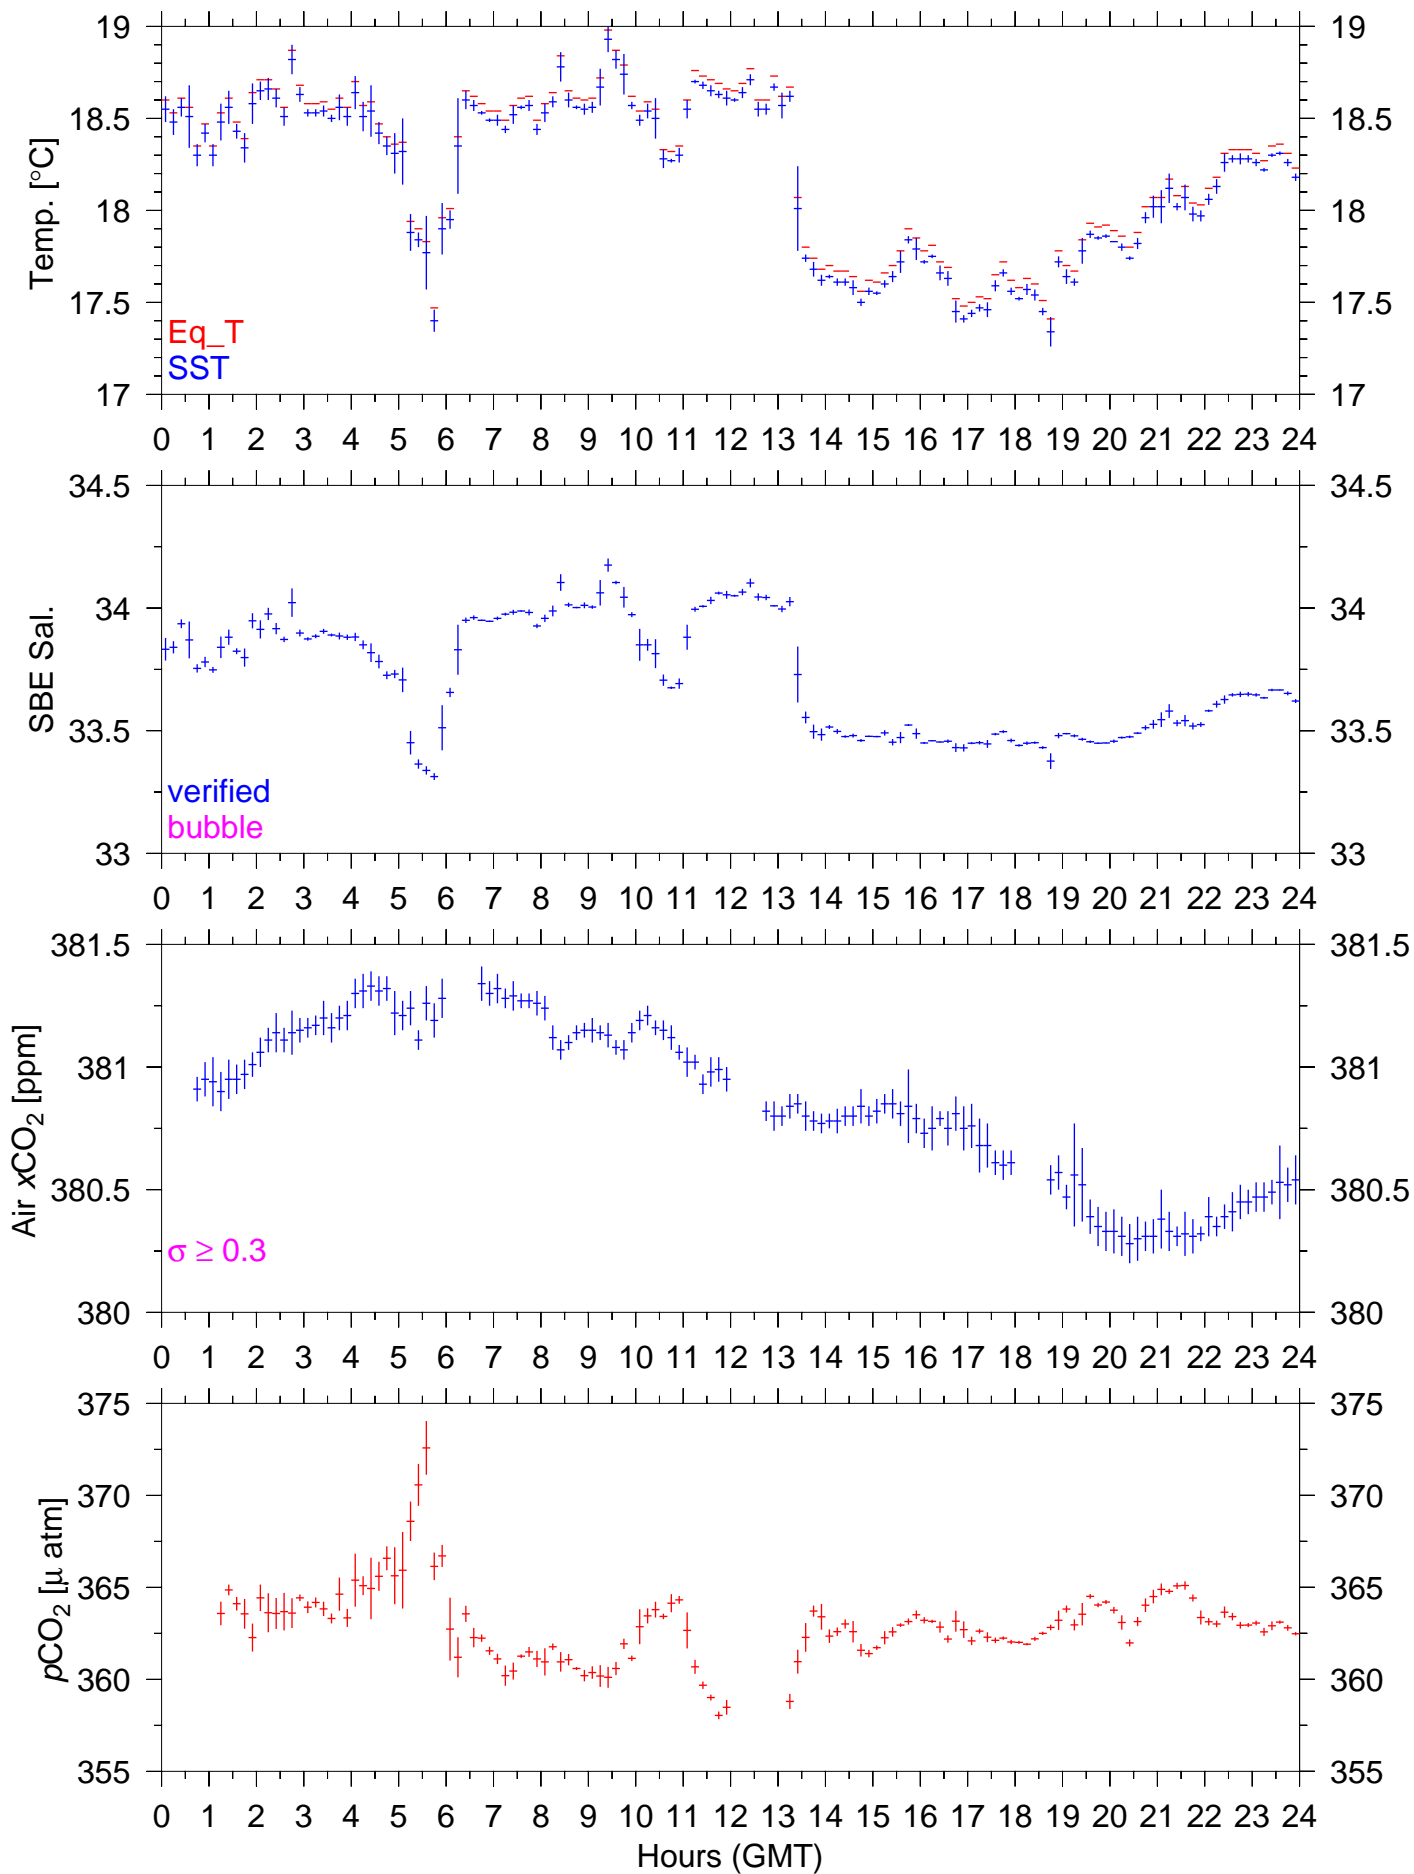 19 19
18.5 18.5
18 18
17.5 17.5
17 17
Temp. [°C]
Eq_T
SST
0 1 2 3 4 5 6 7 8 9 10 11 12 13 14 15 16 17 18 19 20 21 22 23 24
34.5 34.5
34 34
33.5 33.5
33 33
SBE Sal.
verified
bubble
0 1 2 3 4 5 6 7 8 9 10 11 12 13 14 15 16 17 18 19 20 21 22 23 24
381.5 381.5
381 381
380.5 380.5
380 380
Air xCO₂ [ppm]
σ ≥ 0.3
0 1 2 3 4 5 6 7 8 9 10 11 12 13 14 15 16 17 18 19 20 21 22 23 24
375 375
370 370
365 365
360 360
355 355
pCO₂ [μ atm]
0 1 2 3 4 5 6 7 8 9 10 11 12 13 14 15 16 17 18 19 20 21 22 23 24
Hours (GMT)